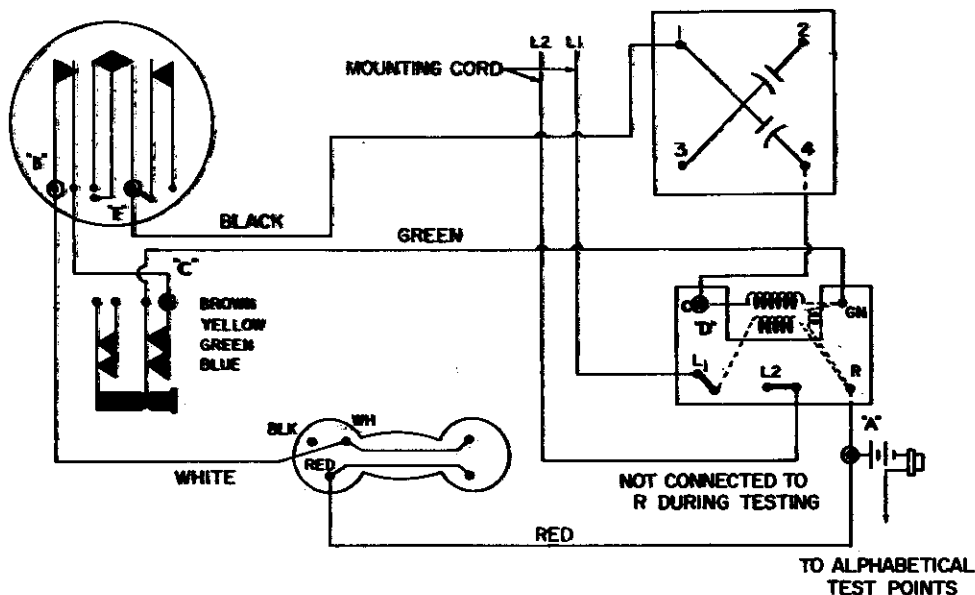 L2 L1
MOUNTING CORD
1 2
3 4
"B"
"E"
BLACK
GREEN
"C"
BROWN
YELLOW
GREEN
BLUE
C "D" GN
L1 L2 R
"A"
BLK WH
RED
WHITE
NOT CONNECTED TO
R DURING TESTING
RED
TO ALPHABETICAL
TEST POINTS